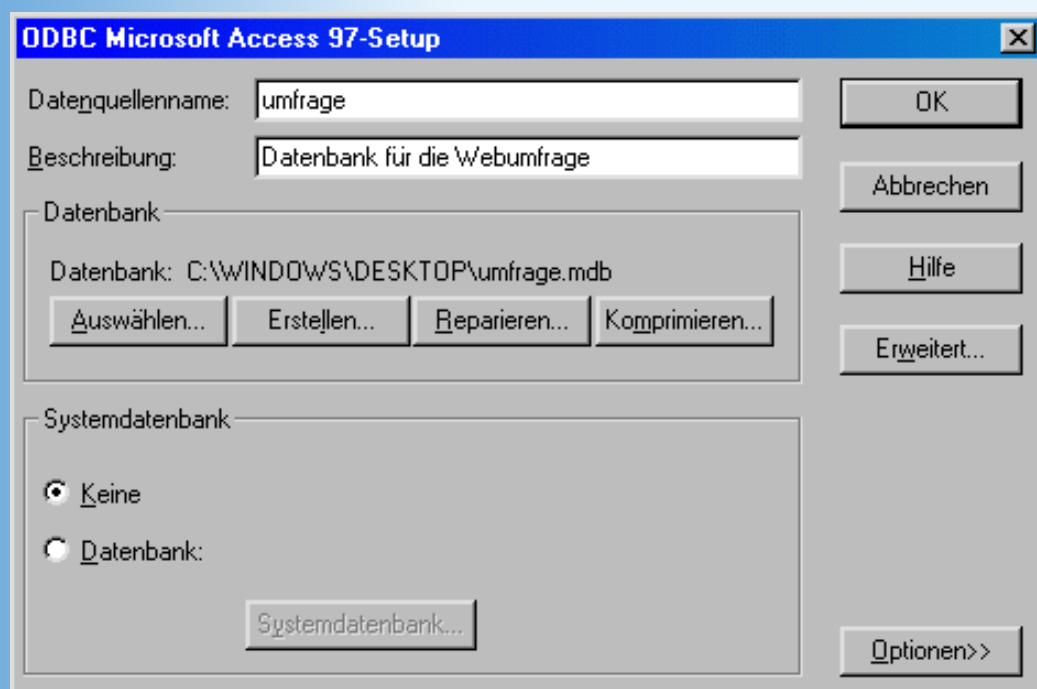 ODBC Microsoft Access 97-Setup
Datenquellenname: umfrage
OK
Beschreibung: Datenbank für die Webumfrage
Abbrechen
Datenbank
Datenbank: C:\WINDOWS\DESKTOP\umfrage.mdb
Hilfe
Auswählen... Erstellen... Reparieren... Komprimieren...
Erweitert...
Systemdatenbank
Keine
Datenbank:
Systemdatenbank...
Optionen>>